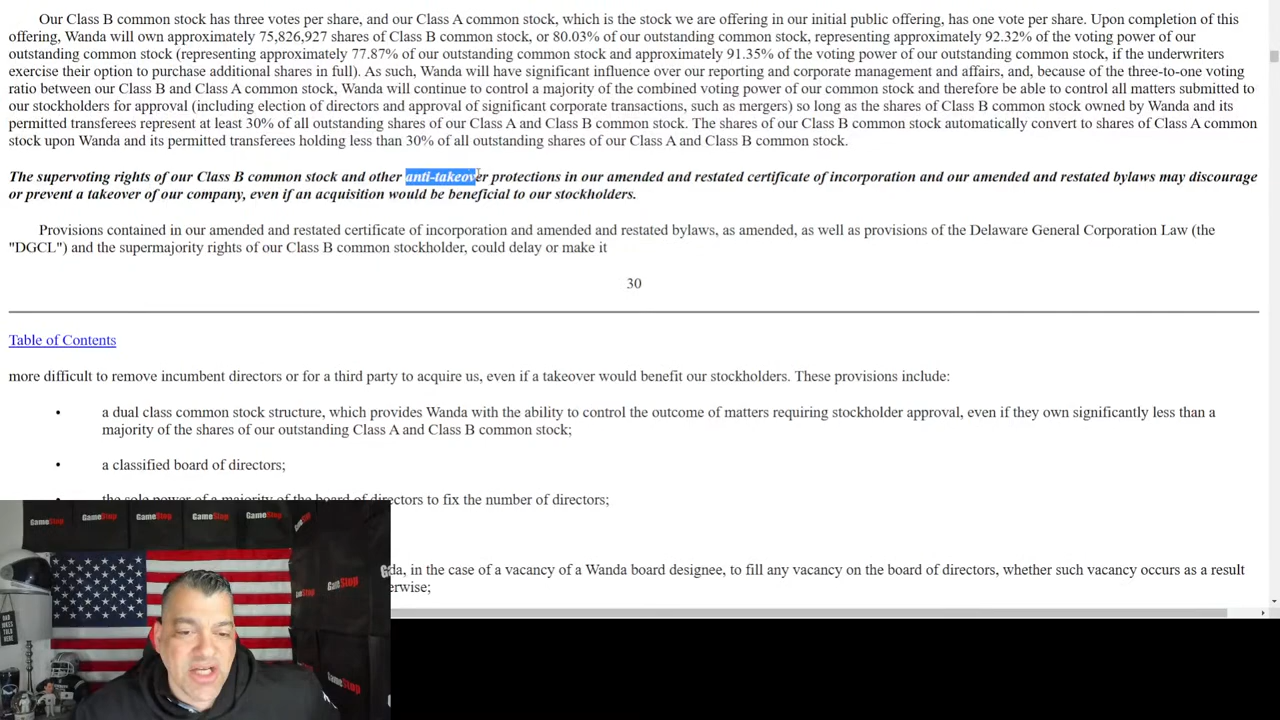 Our Class B common stock has three votes per share, and our Class A common stock, which is the stock we are offering in our initial public offering, has one vote per share. Upon completion of this
offering, Wanda will own approximately 75,826,927 shares of Class B common stock, or 80.03% of our outstanding common stock, representing approximately 92.32% of the voting power of our
outstanding common stock (representing approximately 77.87% of our outstanding common stock and approximately 91.35% of the voting power of our outstanding common stock, if the underwriters
exercise their option to purchase additional shares in full). As such, Wanda will have significant influence over our reporting and corporate management and affairs, and, because of the three-to-one voting
ratio between our Class B and Class A common stock, Wanda will continue to control a majority of the combined voting power of our common stock and therefore be able to control all matters submitted to
our stockholders for approval (including election of directors and approval of significant corporate transactions, such as mergers) so long as the shares of Class B common stock owned by Wanda and its
permitted transferees represent at least 30% of all outstanding shares of our Class A and Class B common stock. The shares of our Class B common stock automatically convert to shares of Class A common
stock upon Wanda and its permitted transferees holding less than 30% of all outstanding shares of our Class A and Class B common stock.
The supervoting rights of our Class B common stock and other anti-takeover protections in our amended and restated certificate of incorporation and our amended and restated bylaws may discourage
or prevent a takeover of our company, even if an acquisition would be beneficial to our stockholders.
Provisions contained in our amended and restated certificate of incorporation and amended and restated bylaws, as amended, as well as provisions of the Delaware General Corporation Law (the
"DGCL") and the supermajority rights of our Class B common stockholder, could delay or make it
30
Table of Contents
more difficult to remove incumbent directors or for a third party to acquire us, even if a takeover would benefit our stockholders. These provisions include:
• a dual class common stock structure, which provides Wanda with the ability to control the outcome of matters requiring stockholder approval, even if they own significantly less than a
majority of the shares of our outstanding Class A and Class B common stock;
• a classified board of directors;
• the sole power of a majority of the board of directors to fix the number of directors;
da, in the case of a vacancy of a Wanda board designee, to fill any vacancy on the board of directors, whether such vacancy occurs as a result
erwise;
GameStop GameStop GameStop GameStop GameStop
GameStop
GameStop
GameStop
DAD
JOKES
TOLD
HERE